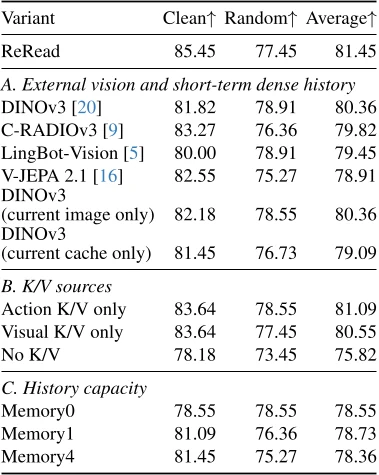 Variant Clean↑ Random↑ Average↑
ReRead 85.45 77.45 81.45
A. External vision and short-term dense history
DINOv3 [20] 81.82 78.91 80.36
C-RADIOv3 [9] 83.27 76.36 79.82
LingBot-Vision [5] 80.00 78.91 79.45
V-JEPA 2.1 [16] 82.55 75.27 78.91
DINOv3
(current image only) 82.18 78.55 80.36
DINOv3
(current cache only) 81.45 76.73 79.09
B. K/V sources
Action K/V only 83.64 78.55 81.09
Visual K/V only 83.64 77.45 80.55
No K/V 78.18 73.45 75.82
C. History capacity
Memory0 78.55 78.55 78.55
Memory1 81.09 76.36 78.73
Memory4 81.45 75.27 78.36